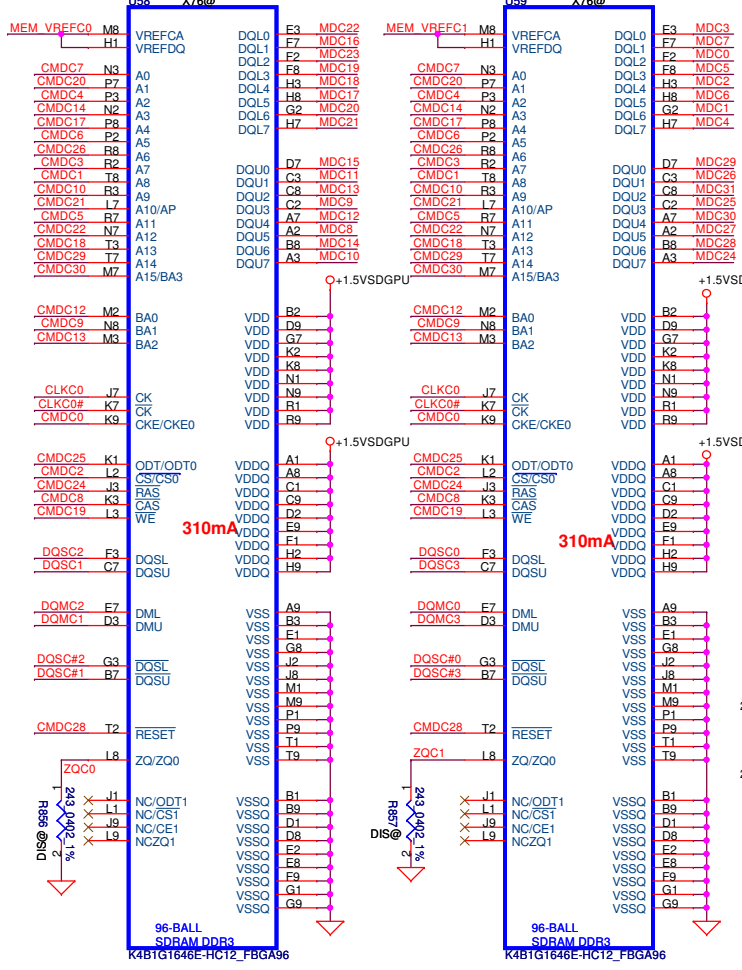 U58 X76@
MEM_VREFC0 M8 VREFCA DQL0 E3 MDC22
H1 VREFDQ DQL1 F7 MDC16
DQL2 F2 MDC23
CMDC7 N3 A0 DQL3 F8 MDC19
CMDC20 P7 A1 DQL4 H3 MDC18
CMDC4 P3 A2 DQL5 H8 MDC17
CMDC14 N2 A3 DQL6 G2 MDC20
CMDC17 P8 A4 DQL7 H7 MDC21
CMDC6 P2 A5
CMDC26 R8 A6
CMDC3 R2 A7 DQU0 D7 MDC15
CMDC1 T8 A8 DQU1 C3 MDC11
CMDC10 R3 A9 DQU2 C8 MDC13
CMDC21 L7 A10/AP DQU3 C2 MDC9
CMDC5 R7 A11 DQU4 A7 MDC12
CMDC22 N7 A12 DQU5 A2 MDC8
CMDC18 T3 A13 DQU6 B8 MDC14
CMDC29 T7 A14 DQU7 A3 MDC10
CMDC30 M7 A15/BA3
+1.5VSDGPU
CMDC12 M2 BA0 VDD B2
CMDC9 N8 BA1 VDD D9
CMDC13 M3 BA2 VDD G7
VDD K2
VDD K8
VDD N1
CLKC0 J7 CK VDD N9
CLKC0# K7 CK VDD R1
CMDC0 K9 CKE/CKE0 VDD R9
+1.5VSDGPU
CMDC25 K1 ODT/ODT0 VDDQ A1
CMDC2 L2 CS/CS0 VDDQ A8
CMDC24 J3 RAS VDDQ C1
CMDC8 K3 CAS VDDQ C9
CMDC19 L3 WE VDDQ D2
310mA VDDQ E9
VDDQ F1
DQSC2 F3 DQSL VDDQ H2
DQSC1 C7 DQSU VDDQ H9
DQMC2 E7 DML VSS A9
DQMC1 D3 DMU VSS B3
VSS E1
VSS G8
DQSC#2 G3 DQSL VSS J2
DQSC#1 B7 DQSU VSS J8
VSS M1
VSS M9
VSS P1
CMDC28 T2 RESET VSS P9
VSS T1
ZQC0 L8 ZQ/ZQ0 VSS T9
J1 NC/ODT1 VSSQ B1
L1 NC/CS1 VSSQ B9
J9 NC/CE1 VSSQ D1
L9 NCZQ1 VSSQ D8
VSSQ E2
VSSQ E8
VSSQ F9
VSSQ G1
VSSQ G9
1
243_0402_1%
R856
DIS@
2
96-BALL
SDRAM DDR3
K4B1G1646E-HC12_FBGA96
U59 X76@
MEM_VREFC1 M8 VREFCA DQL0 E3 MDC3
H1 VREFDQ DQL1 F7 MDC7
DQL2 F2 MDC0
CMDC7 N3 A0 DQL3 F8 MDC5
CMDC20 P7 A1 DQL4 H3 MDC2
CMDC4 P3 A2 DQL5 H8 MDC6
CMDC14 N2 A3 DQL6 G2 MDC1
CMDC17 P8 A4 DQL7 H7 MDC4
CMDC6 P2 A5
CMDC26 R8 A6
CMDC3 R2 A7 DQU0 D7 MDC29
CMDC1 T8 A8 DQU1 C3 MDC26
CMDC10 R3 A9 DQU2 C8 MDC31
CMDC21 L7 A10/AP DQU3 C2 MDC25
CMDC5 R7 A11 DQU4 A7 MDC30
CMDC22 N7 A12 DQU5 A2 MDC27
CMDC18 T3 A13 DQU6 B8 MDC28
CMDC29 T7 A14 DQU7 A3 MDC24
CMDC30 M7 A15/BA3
+1.5VSD
CMDC12 M2 BA0 VDD B2
CMDC9 N8 BA1 VDD D9
CMDC13 M3 BA2 VDD G7
VDD K2
VDD K8
VDD N1
CLKC0 J7 CK VDD N9
CLKC0# K7 CK VDD R1
CMDC0 K9 CKE/CKE0 VDD R9
+1.5VSD
CMDC25 K1 ODT/ODT0 VDDQ A1
CMDC2 L2 CS/CS0 VDDQ A8
CMDC24 J3 RAS VDDQ C1
CMDC8 K3 CAS VDDQ C9
CMDC19 L3 WE VDDQ D2
310mA VDDQ E9
VDDQ F1
DQSC0 F3 DQSL VDDQ H2
DQSC3 C7 DQSU VDDQ H9
DQMC0 E7 DML VSS A9
DQMC3 D3 DMU VSS B3
VSS E1
VSS G8
DQSC#0 G3 DQSL VSS J2
DQSC#3 B7 DQSU VSS J8
VSS M1
VSS M9
VSS P1
CMDC28 T2 RESET VSS P9
VSS T1
ZQC1 L8 ZQ/ZQ0 VSS T9
J1 NC/ODT1 VSSQ B1
L1 NC/CS1 VSSQ B9
J9 NC/CE1 VSSQ D1
L9 NCZQ1 VSSQ D8
VSSQ E2
VSSQ E8
VSSQ F9
VSSQ G1
VSSQ G9
1
243_0402_1%
R857
DIS@
2
96-BALL
SDRAM DDR3
K4B1G1646E-HC12_FBGA96